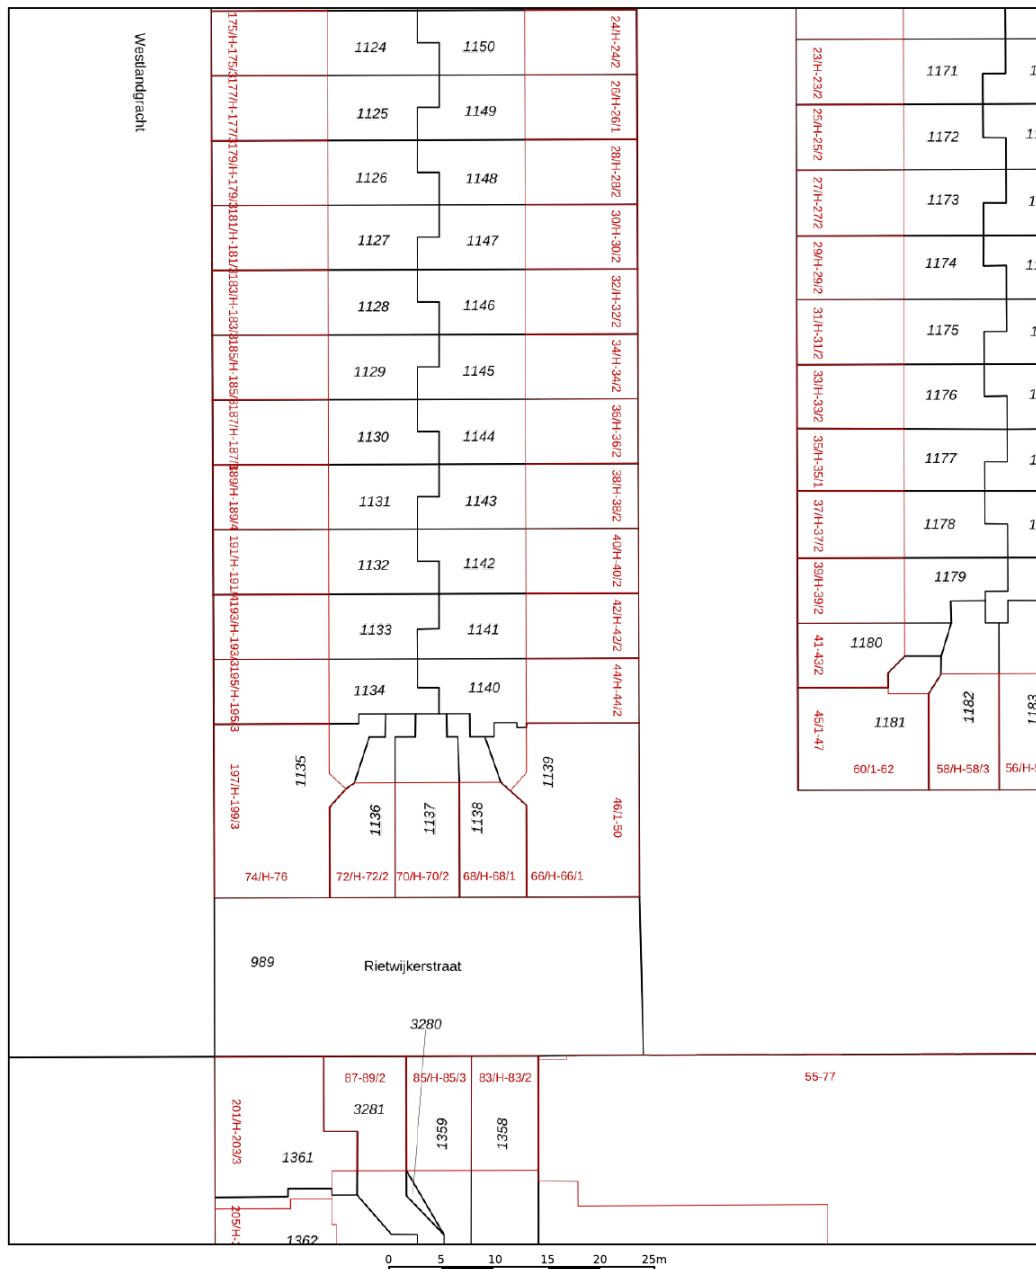 Westlandgracht
175/H-175/3
1124
1150
24/H-24/2
177/H-177/3
1125
1149
26/H-26/1
179/H-179/3
1126
1148
28/H-28/2
181/H-181/3
1127
1147
30/H-30/2
183/H-183/3
1128
1146
32/H-32/2
185/H-185/3
1129
1145
34/H-34/2
187/H-187/3
1130
1144
36/H-36/2
189/H-189/4
1131
1143
38/H-38/2
191/H-191/4
1132
1142
40/H-40/2
193/H-193/3
1133
1141
42/H-42/2
195/H-195/3
1134
1140
44/H-44/2
197/H-199/3
1135
1136
1137
1138
1139
46/1-50
74/H-76
72/H-72/2
70/H-70/2
68/H-68/1
66/H-66/1
23/H-23/2
1171
25/H-25/2
1172
27/H-27/2
1173
29/H-29/2
1174
31/H-31/2
1175
33/H-33/2
1176
35/H-35/1
1177
37/H-37/2
1178
39/H-39/2
1179
41-43/2
1180
45/1-47
1181
1182
1183
60/1-62
58/H-58/3
56/H-
989
Rietwijkerstraat
3280
87-89/2
85/H-85/3
83/H-83/2
55-77
201/H-203/3
3281
1359
1358
1361
205/H-
1362
0 5 10 15 20 25m